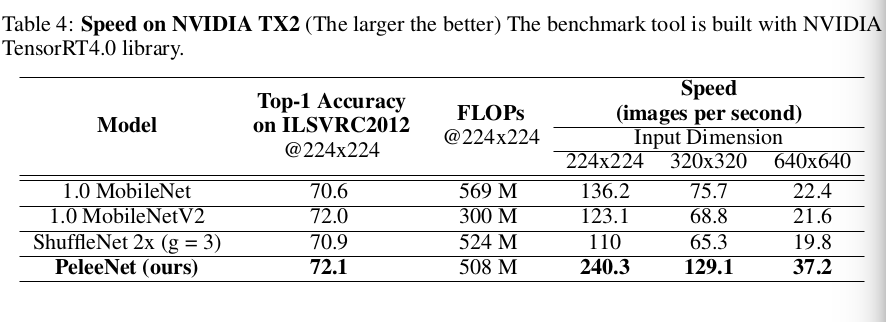 Table 4: Speed on NVIDIA TX2 (The larger the better) The benchmark tool is built with NVIDIA
TensorRT4.0 library.
Model Top-1 Accuracy on ILSVRC2012 @224x224 FLOPs @224x224 Speed (images per second)
Input Dimension
224x224 320x320 640x640
1.0 MobileNet 70.6 569 M 136.2 75.7 22.4
1.0 MobileNetV2 72.0 300 M 123.1 68.8 21.6
ShuffleNet 2x (g = 3) 70.9 524 M 110 65.3 19.8
PeleeNet (ours) 72.1 508 M 240.3 129.1 37.2